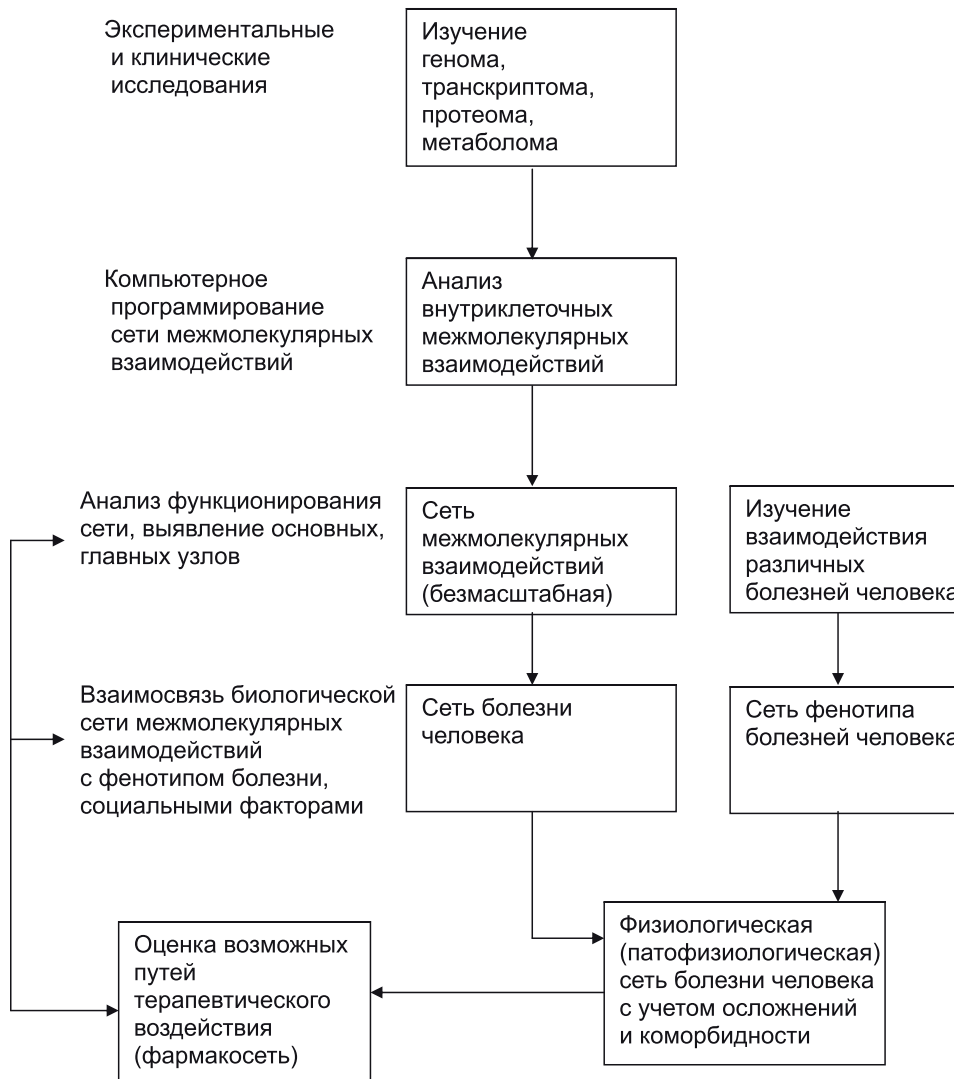 Экспериментальные
и клинические
исследования
Изучение
генома,
транскриптома,
протеома,
метаболома
Компьютерное
программирование
сети межмолекулярных
взаимодействий
Анализ
внутриклеточных
межмолекулярных
взаимодействий
Анализ функционирования
сети, выявление основных,
главных узлов
Сеть
межмолекулярных
взаимодействий
(безмасштабная)
Изучение
взаимодействия
различных
болезней человека
Взаимосвязь биологической
сети межмолекулярных
взаимодействий
с фенотипом болезни,
социальными факторами
Сеть болезни
человека
Сеть фенотипа
болезней человека
Оценка возможных
путей
терапевтического
воздействия
(фармакосеть)
Физиологическая
(патофизиологическая)
сеть болезни человека
с учетом осложнений
и коморбидности